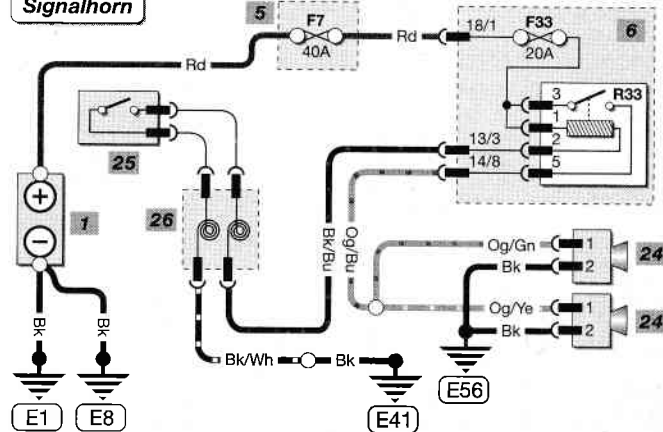 Signalhorn
5
F7
40A
Rd
18/1
F33
20A
6
Rd
3
R33
1
2
5
13/3
14/8
25
+
−
1
26
Bk/Bu
Og/Bu
Og/Gn
1
2
24
Bk
Og/Ye
1
2
24
Bk
Bk
Bk
Bk/Wh
Bk
E1
E8
E41
E56